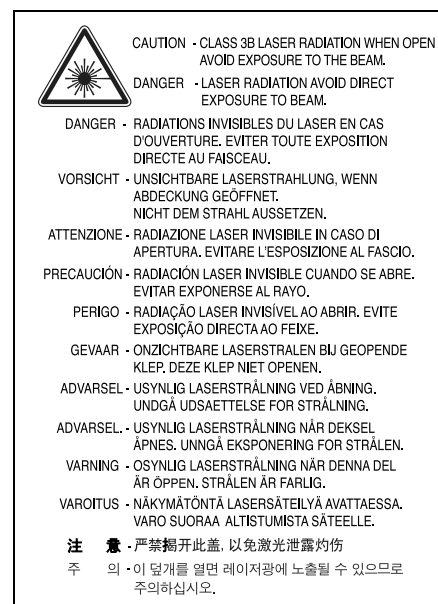 CAUTION - CLASS 3B LASER RADIATION WHEN OPEN
AVOID EXPOSURE TO THE BEAM.
DANGER - LASER RADIATION AVOID DIRECT
EXPOSURE TO BEAM.
DANGER - RADIATIONS INVISIBLES DU LASER EN CAS
D'OUVERTURE. EVITER TOUTE EXPOSITION
DIRECTE AU FAISCEAU.
VORSICHT - UNSICHTBARE LASERSTRAHLUNG, WENN
ABDECKUNG GEÖFFNET.
NICHT DEM STRAHL AUSSETZEN.
ATTENZIONE - RADIAZIONE LASER INVISIBILE IN CASO DI
APERTURA. EVITARE L'ESPOSIZIONE AL FASCIO.
PRECAUCIÓN - RADIACIÓN LASER INVISIBLE CUANDO SE ABRE.
EVITAR EXPONERSE AL RAYO.
PERIGO - RADIAÇÃO LASER INVISÍVEL AO ABRIR. EVITE
EXPOSIÇÃO DIRECTA AO FEIXE.
GEVAAR - ONZICHTBARE LASERSTRALEN BIJ GEOPENDE
KLEP. DEZE KLEP NIET OPENEN.
ADVARSEL - USYNLIG LASERSTRÅLNING VED ÅBNING.
UNDGÅ UDSAETTELSE FOR STRÅLNING.
ADVARSEL. - USYNLIG LASERSTRÅLNING NÅR DEKSEL
ÅPNES. UNNGÅ EKSPONERING FOR STRÅLEN.
VARNING - OSYNLIG LASERSTRÅLNING NÄR DENNA DEL
ÄR ÖPPEN. STRÅLEN ÄR FARLIG.
VAROITUS - NÄKYMÄTÖNTÄ LASERSÄTEILYÄ AVATTAESSA.
VARO SUORAA ALTISTUMISTA SÄTEELLE.
注 意 - 严禁揭开此盖, 以免激光泄露灼伤
주 의 - 이 덮개를 열면 레이저광에 노출될 수 있으므로
주의하십시오.